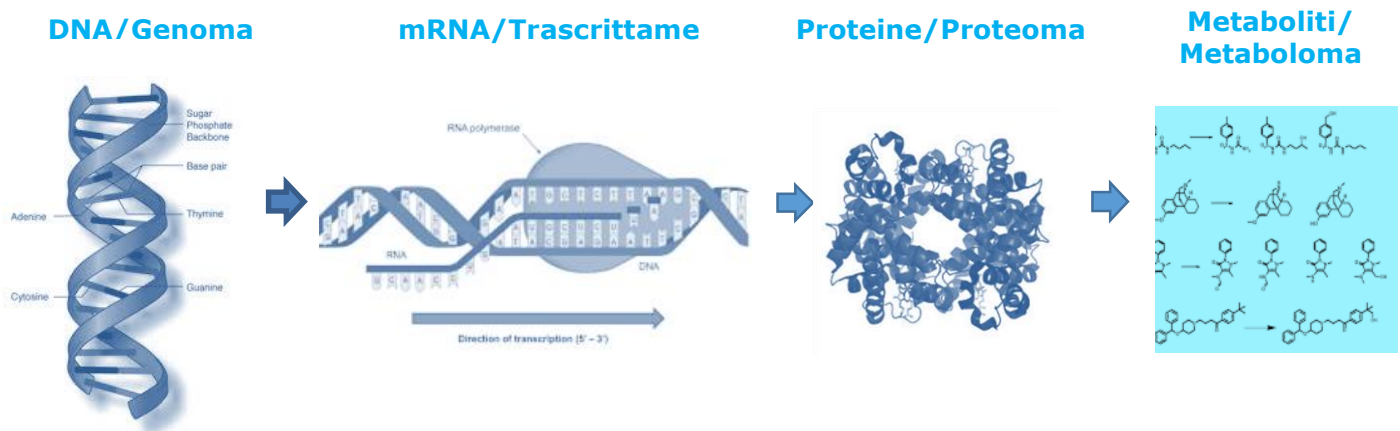 DNA/Genoma
mRNA/Trascrittame
Proteine/Proteoma
Metaboliti/
Metaboloma
Sugar
Phosphate
Backbone
Base pair
Adenine
Thymine
Cytosine
Guanine
RNA polymerase
RNA
DNA
Direction of transcription (5' – 3')